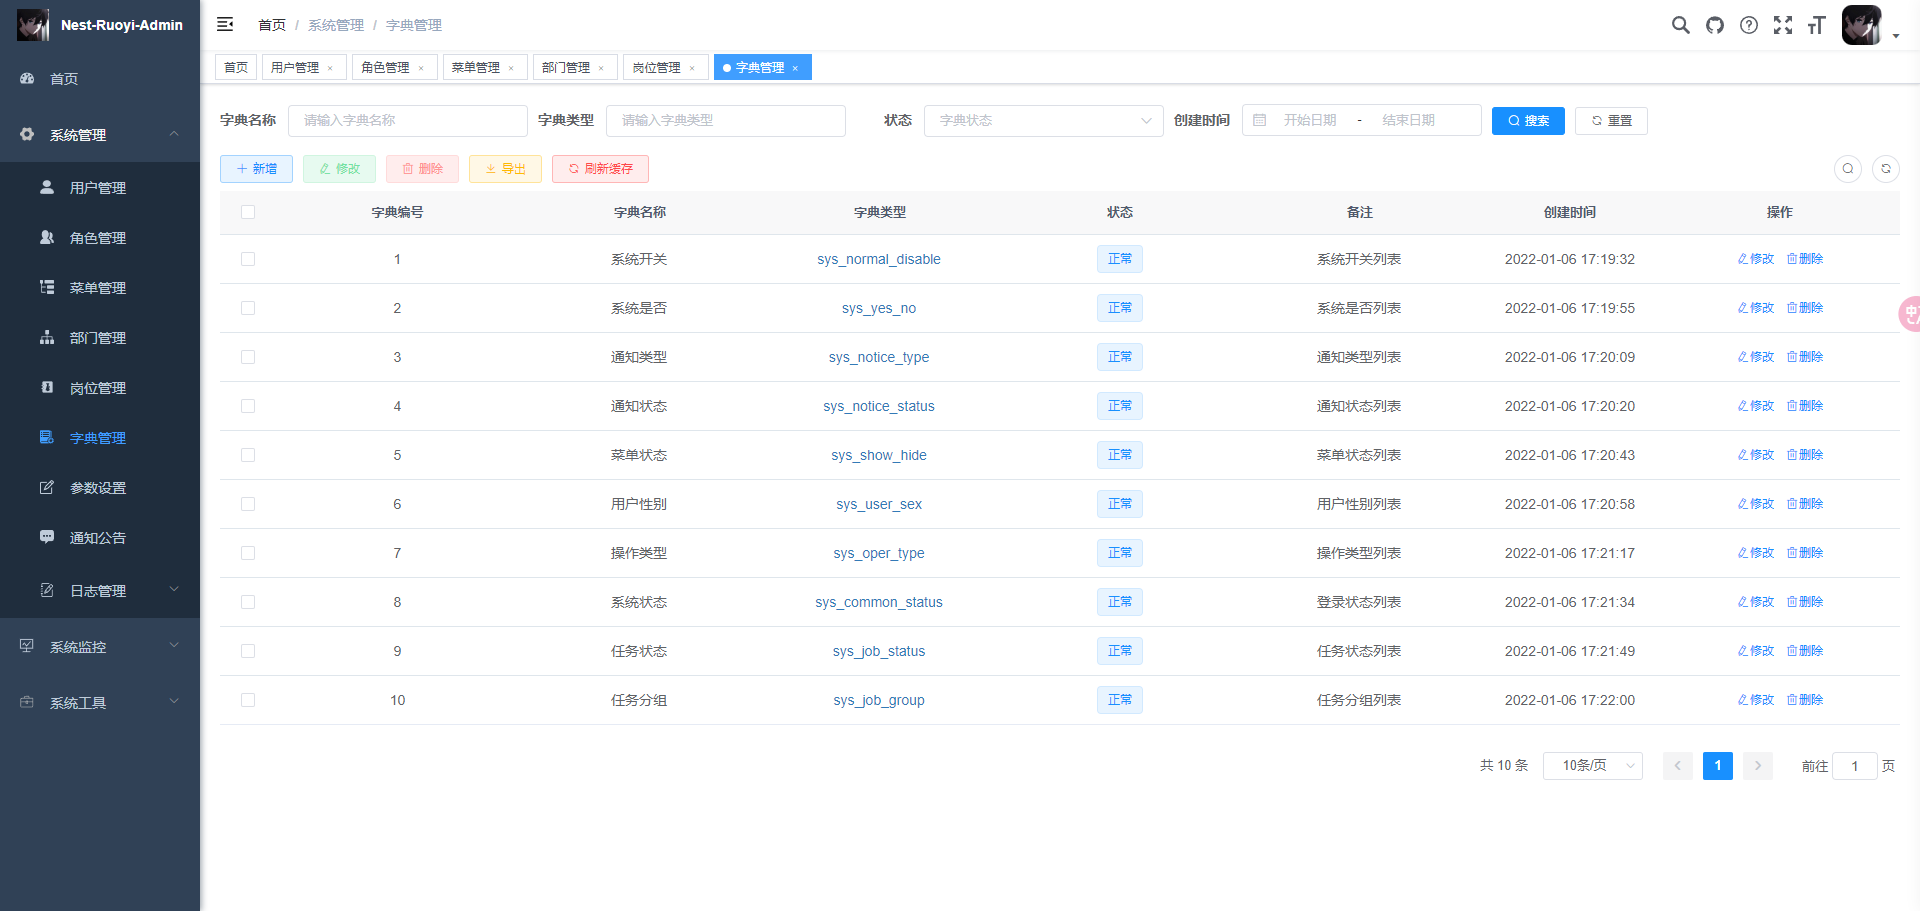 Nest-Ruoyi-Admin
首页
系统管理
用户管理
角色管理
菜单管理
部门管理
岗位管理
字典管理
参数设置
通知公告
日志管理
系统监控
系统工具
首页 / 系统管理 / 字典管理
首页 用户管理 × 角色管理 × 菜单管理 × 部门管理 × 岗位管理 × 字典管理 ×
字典名称 请输入字典名称 字典类型 请输入字典类型 状态 字典状态 创建时间 开始日期 - 结束日期 搜索 重置
新增 修改 删除 导出 刷新缓存
字典编号 字典名称 字典类型 状态 备注 创建时间 操作
1 系统开关 sys_normal_disable 正常 系统开关列表 2022-01-06 17:19:32 修改 删除
2 系统是否 sys_yes_no 正常 系统是否列表 2022-01-06 17:19:55 修改 删除
3 通知类型 sys_notice_type 正常 通知类型列表 2022-01-06 17:20:09 修改 删除
4 通知状态 sys_notice_status 正常 通知状态列表 2022-01-06 17:20:20 修改 删除
5 菜单状态 sys_show_hide 正常 菜单状态列表 2022-01-06 17:20:43 修改 删除
6 用户性别 sys_user_sex 正常 用户性别列表 2022-01-06 17:20:58 修改 删除
7 操作类型 sys_oper_type 正常 操作类型列表 2022-01-06 17:21:17 修改 删除
8 系统状态 sys_common_status 正常 登录状态列表 2022-01-06 17:21:34 修改 删除
9 任务状态 sys_job_status 正常 任务状态列表 2022-01-06 17:21:49 修改 删除
10 任务分组 sys_job_group 正常 任务分组列表 2022-01-06 17:22:00 修改 删除
共 10 条 10条/页 1 前往 1 页